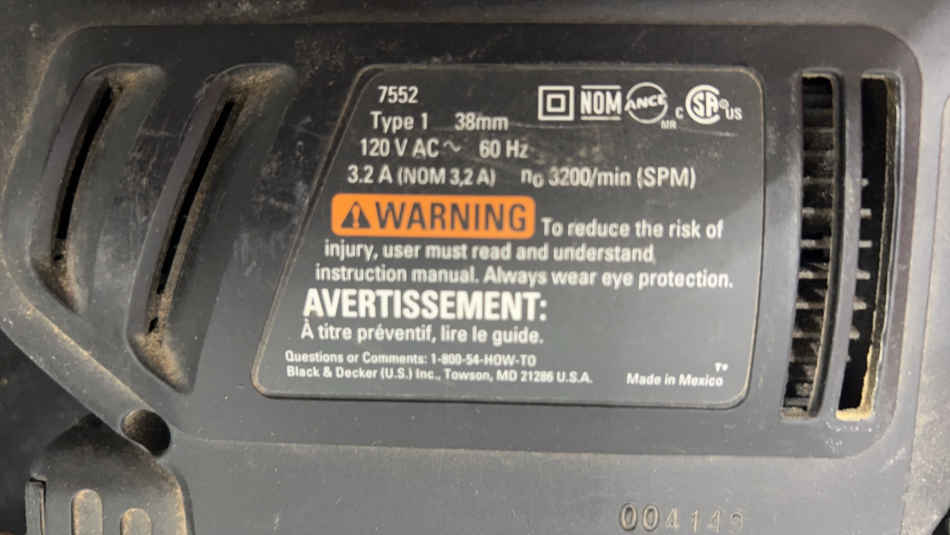 7552
NOM ANCE MR C SA US
Type 1 38mm
120 V AC ~ 60 Hz
3.2 A (NOM 3,2 A) n₀ 3200/min (SPM)
WARNING To reduce the risk of
injury, user must read and understand
instruction manual. Always wear eye protection.
AVERTISSEMENT:
À titre préventif, lire le guide.
Questions or Comments: 1-800-54-HOW-TO
Black & Decker (U.S.) Inc., Towson, MD 21286 U.S.A. Made in Mexico